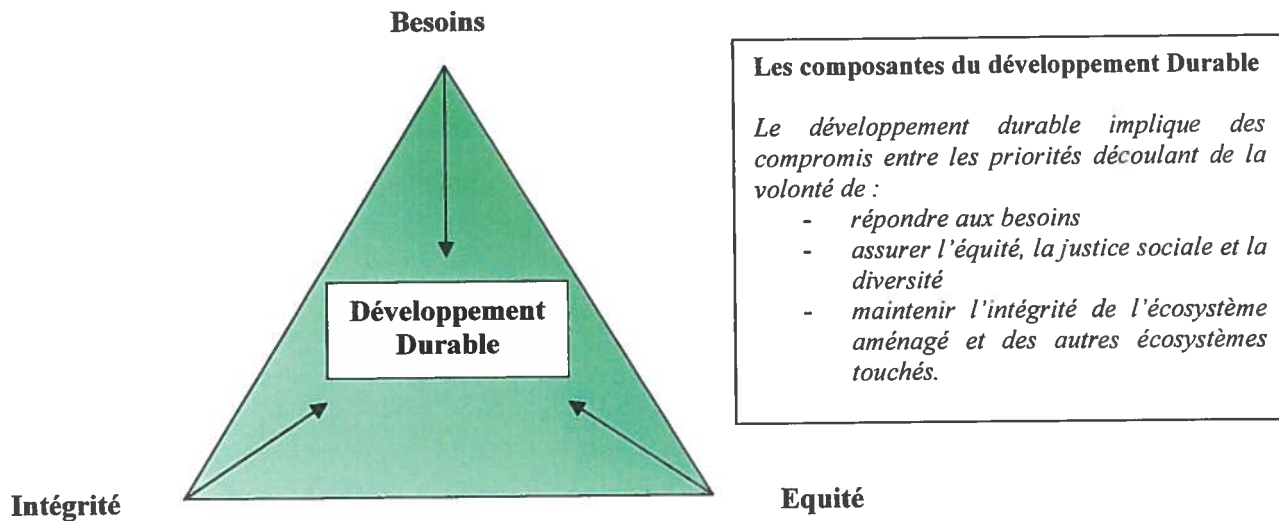 Besoins
Développement
Durable
Intégrité
Equité
Les composantes du développement Durable
Le développement durable implique des
compromis entre les priorités découlant de la
volonté de :
- répondre aux besoins
- assurer l'équité, la justice sociale et la
diversité
- maintenir l'intégrité de l'écosystème
aménagé et des autres écosystèmes
touchés.